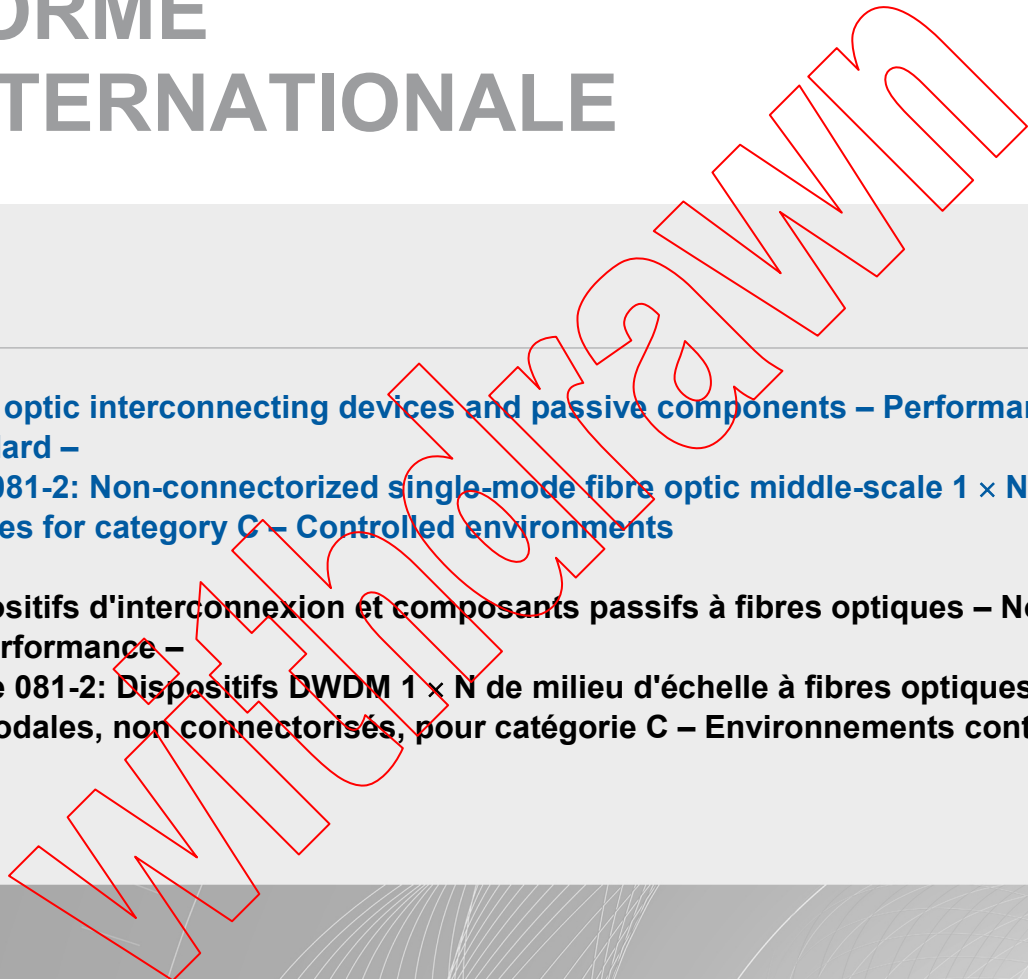 ORME
TERNATIONALE
optic interconnecting devices and passive components – Performa
ard –
081-2: Non-connectorized single-mode fibre optic middle-scale 1 × N
es for category C – Controlled environments
ositifs d'interconnexion et composants passifs à fibres optiques – N
rformance –
e 081-2: Dispositifs DWDM 1 × N de milieu d'échelle à fibres optiques
odales, non connectorisés, pour catégorie C – Environnements cont
withdrawn